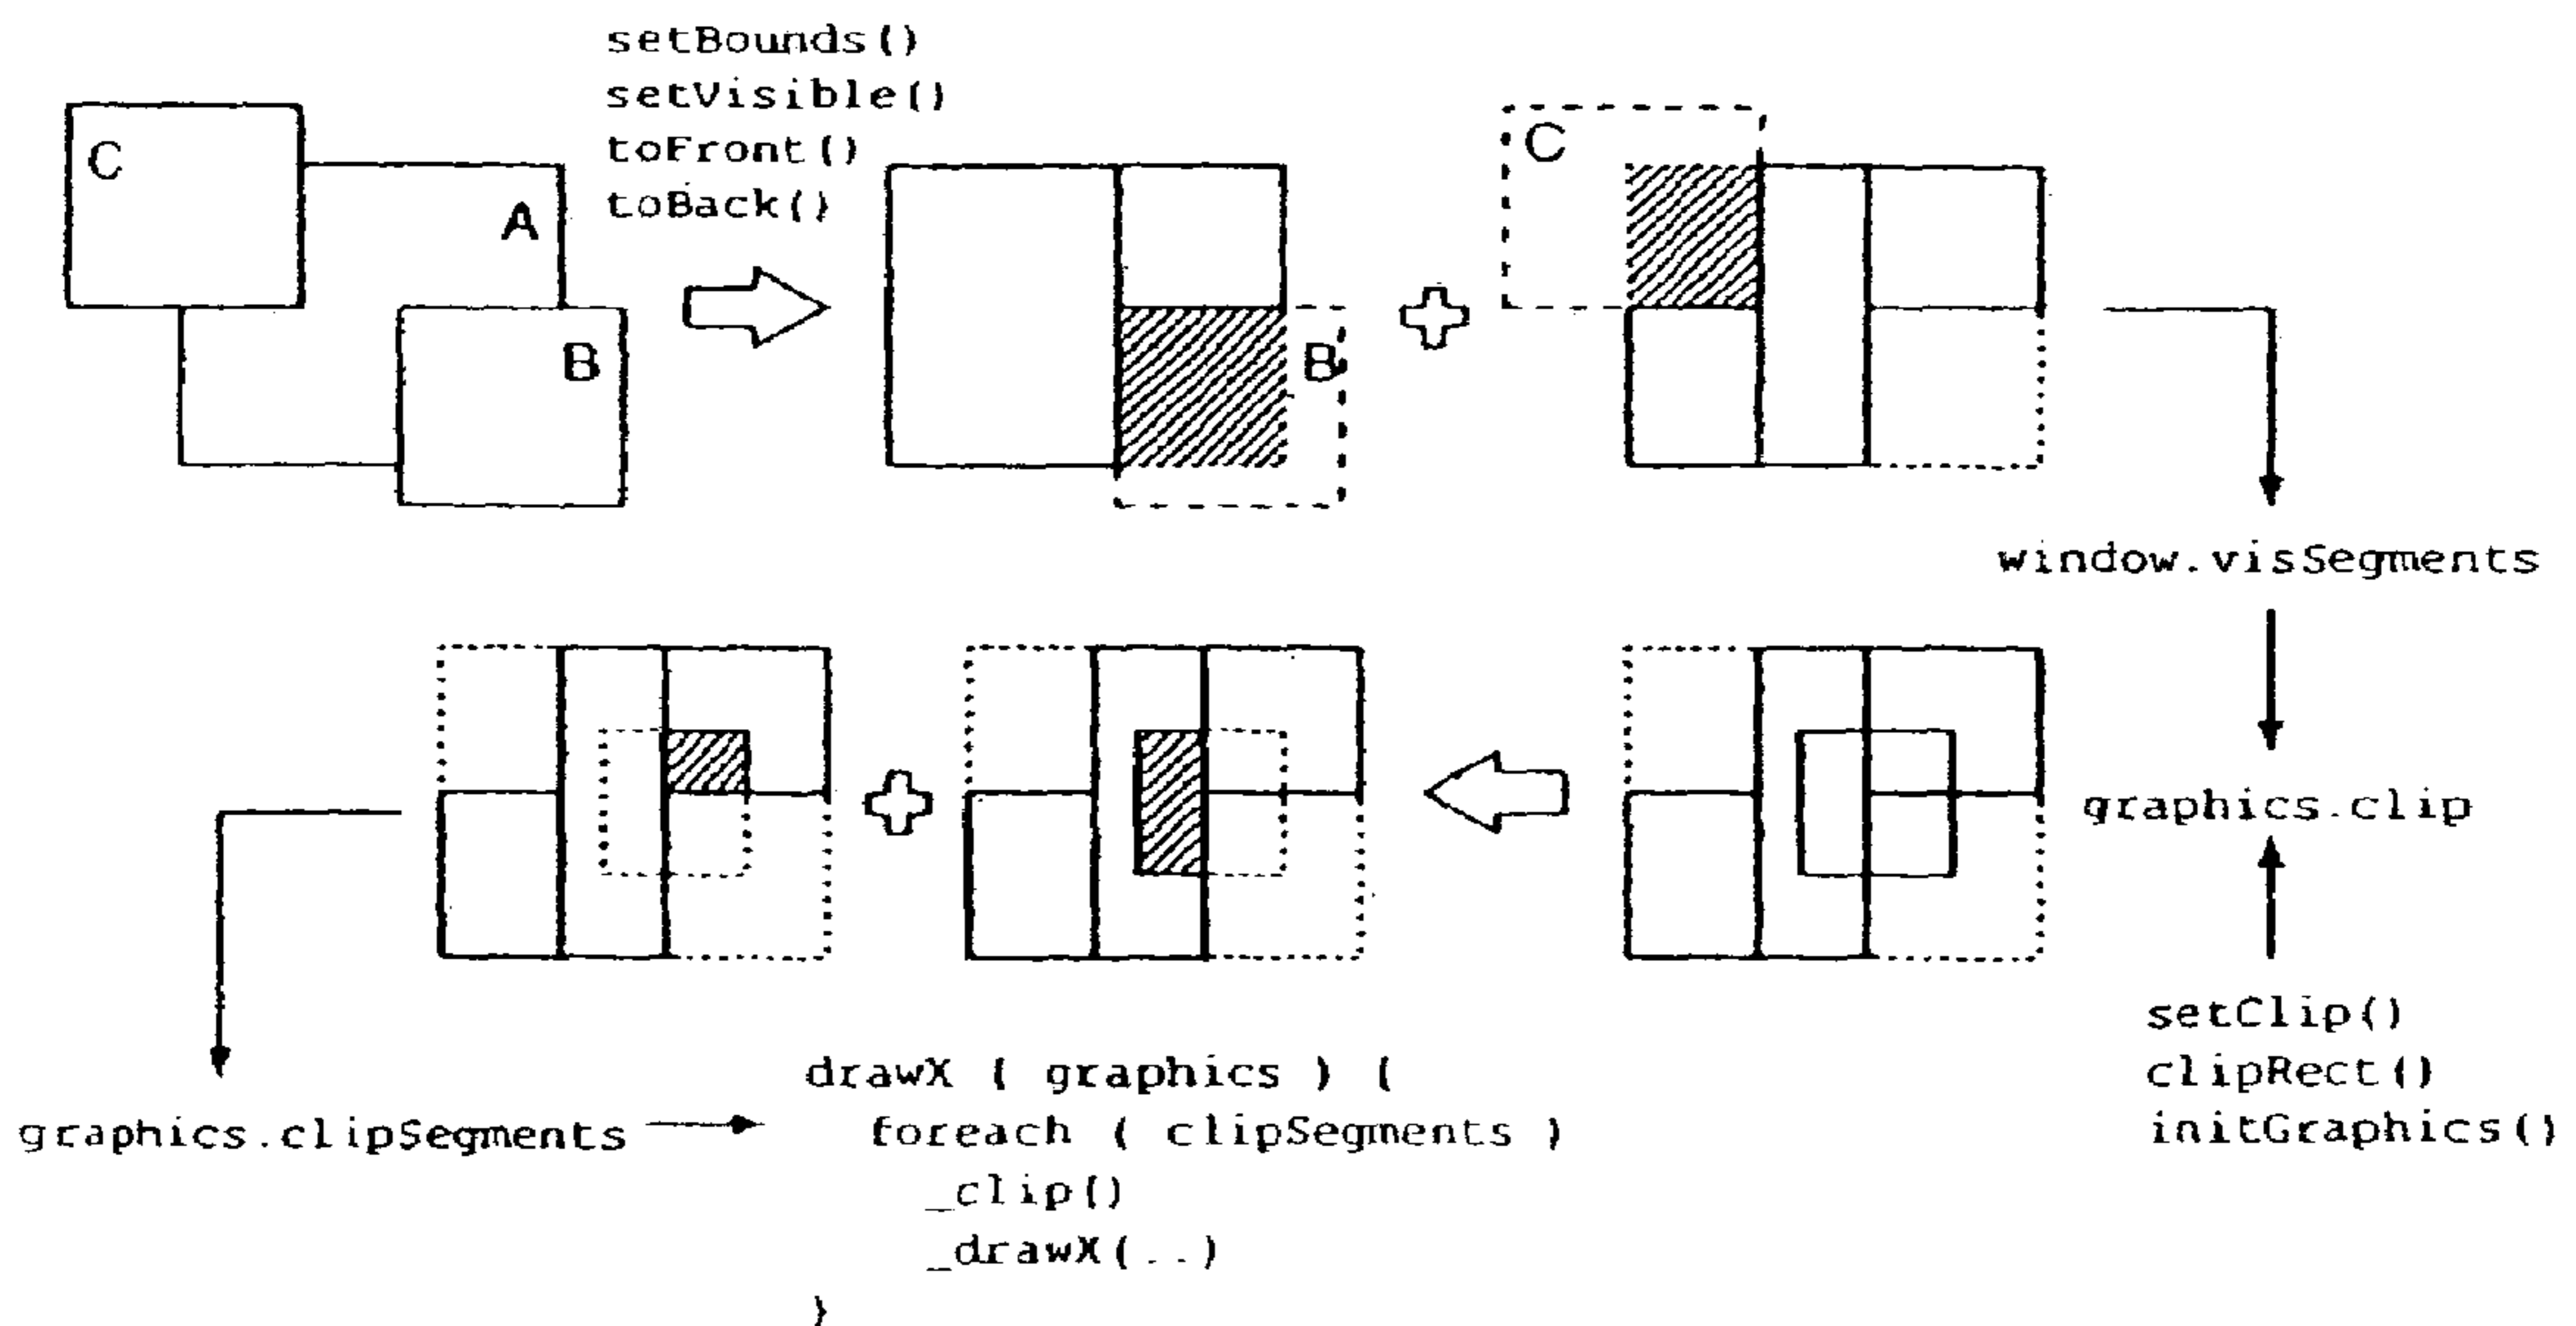 setBounds()
setVisible()
toFront()
toBack()
C
A
B
B
C
window.visSegments
graphics.clip
setClip()
clipRect()
initGraphics()
graphics.clipSegments
drawX ( graphics ) {
foreach ( clipSegments )
_clip()
_drawX(..)
}